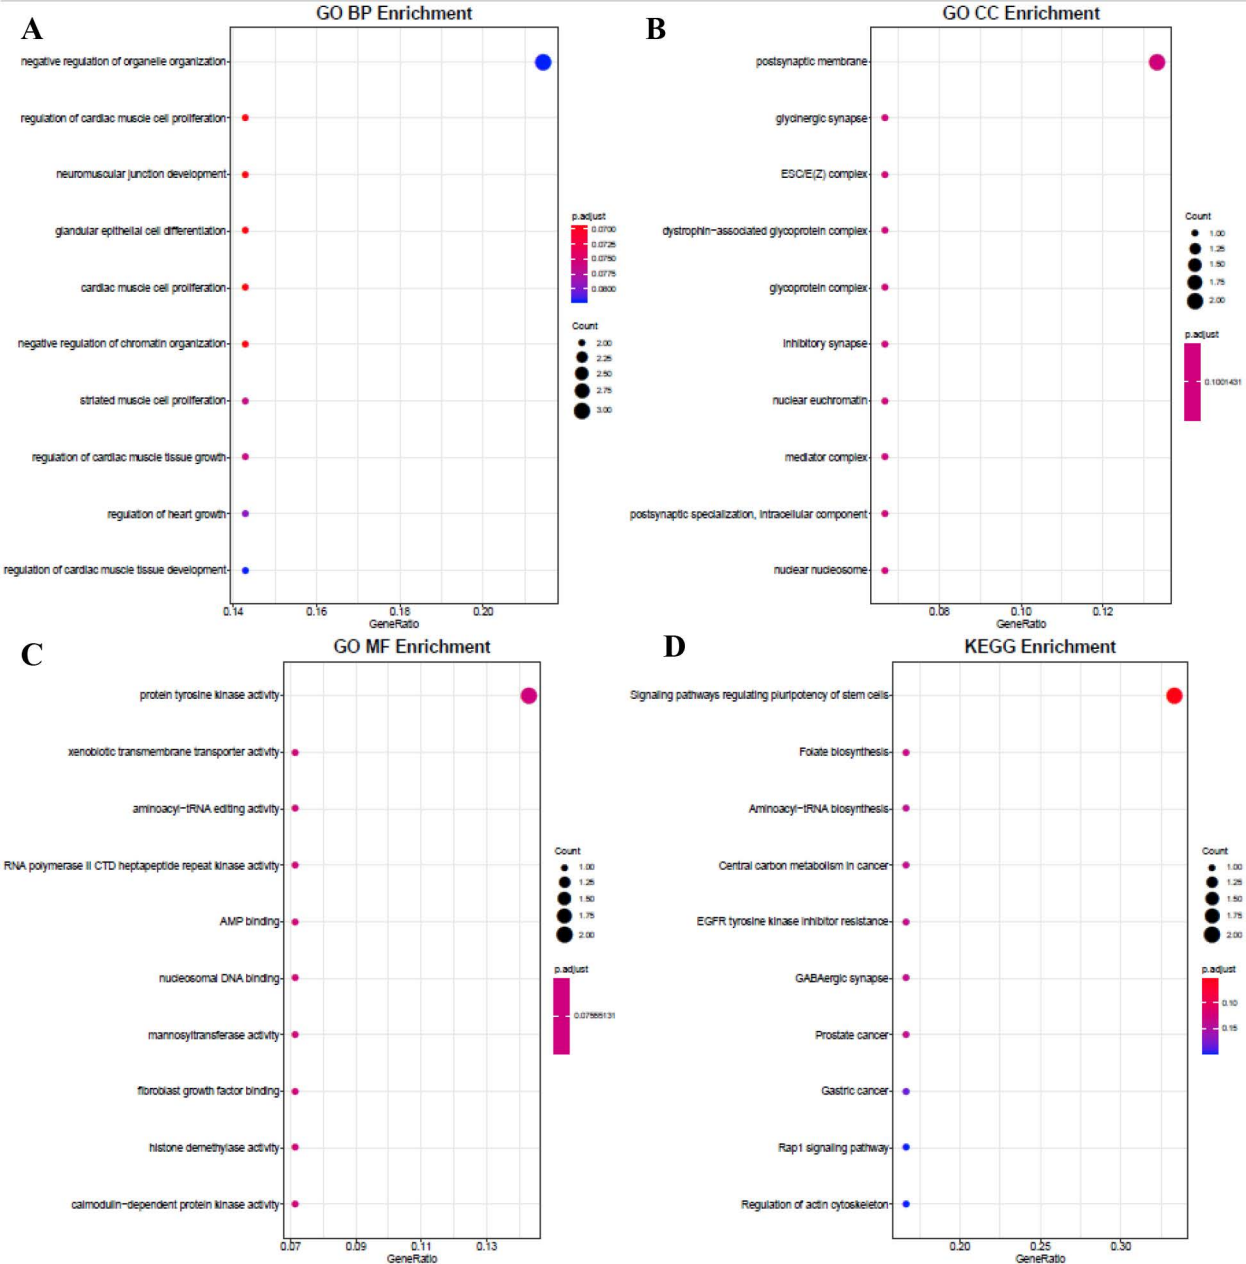 A
GO BP Enrichment
negative regulation of organelle organization
regulation of cardiac muscle cell proliferation
neuromuscular junction development
glandular epithelial cell differentiation
cardiac muscle cell proliferation
negative regulation of chromatin organization
striated muscle cell proliferation
regulation of cardiac muscle tissue growth
regulation of heart growth
regulation of cardiac muscle tissue development
0.14 0.16 0.18 0.20
GeneRatio
p.adjust
0.0700
0.0725
0.0750
0.0775
0.0800
Count
2.00
2.25
2.50
2.75
3.00
B
GO CC Enrichment
postsynaptic membrane
glycinergic synapse
ESC/E(Z) complex
dystrophin-associated glycoprotein complex
glycoprotein complex
inhibitory synapse
nuclear euchromatin
mediator complex
postsynaptic specialization, intracellular component
nuclear nucleosome
0.08 0.10 0.12
GeneRatio
Count
1.00
1.25
1.50
1.75
2.00
p.adjust
0.1001431
C
GO MF Enrichment
protein tyrosine kinase activity
xenobiotic transmembrane transporter activity
aminoacyl-tRNA editing activity
RNA polymerase II CTD heptapeptide repeat kinase activity
AMP binding
nucleosomal DNA binding
mannosyltransferase activity
fibroblast growth factor binding
histone demethylase activity
calmodulin-dependent protein kinase activity
0.07 0.09 0.11 0.13
GeneRatio
Count
1.00
1.25
1.50
1.75
2.00
p.adjust
0.07555131
D
KEGG Enrichment
Signaling pathways regulating pluripotency of stem cells
Folate biosynthesis
Aminoacyl-tRNA biosynthesis
Central carbon metabolism in cancer
EGFR tyrosine kinase inhibitor resistance
GABAergic synapse
Prostate cancer
Gastric cancer
Rap1 signaling pathway
Regulation of actin cytoskeleton
0.20 0.25 0.30
GeneRatio
Count
1.00
1.25
1.50
1.75
2.00
p.adjust
0.10
0.15